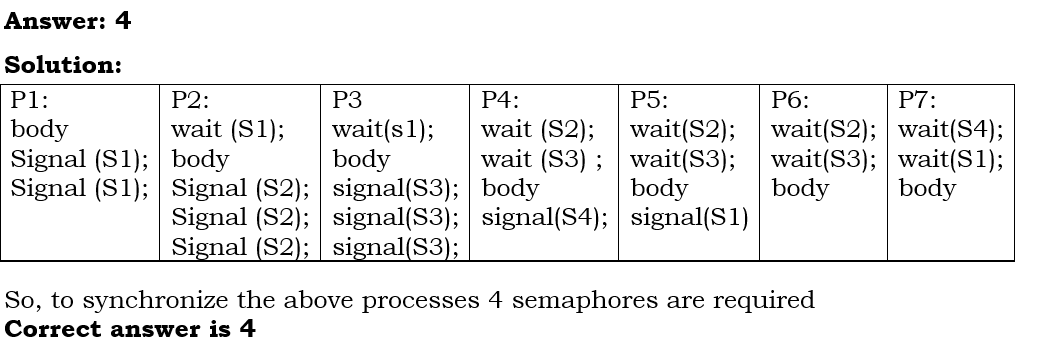 Answer: 4
Solution:
P1:
body
Signal (S1);
Signal (S1);
P2:
wait (S1);
body
Signal (S2);
Signal (S2);
Signal (S2);
P3
wait(s1);
body
signal(S3);
signal(S3);
signal(S3);
P4:
wait (S2);
wait (S3) ;
body
signal(S4);
P5:
wait(S2);
wait(S3);
body
signal(S1)
P6:
wait(S2);
wait(S3);
body
P7:
wait(S4);
wait(S1);
body
So, to synchronize the above processes 4 semaphores are required
Correct answer is 4